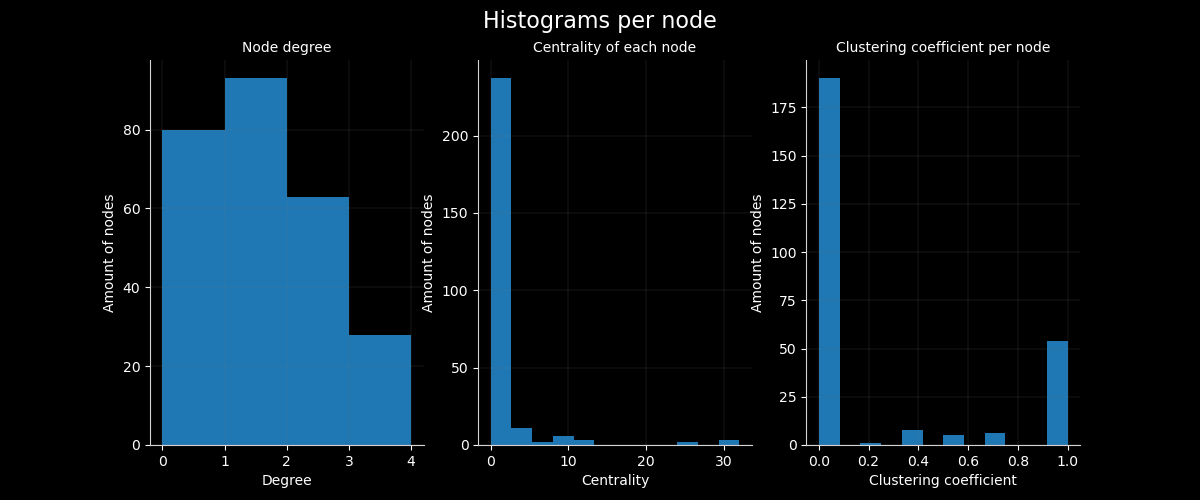 Histograms per node
Node degree
Amount of nodes
80
60
40
20
0
0 1 2 3 4
Degree
Centrality of each node
Amount of nodes
200
150
100
50
0
0 10 20 30
Centrality
Clustering coefficient per node
Amount of nodes
175
150
125
100
75
50
25
0
0.0 0.2 0.4 0.6 0.8 1.0
Clustering coefficient